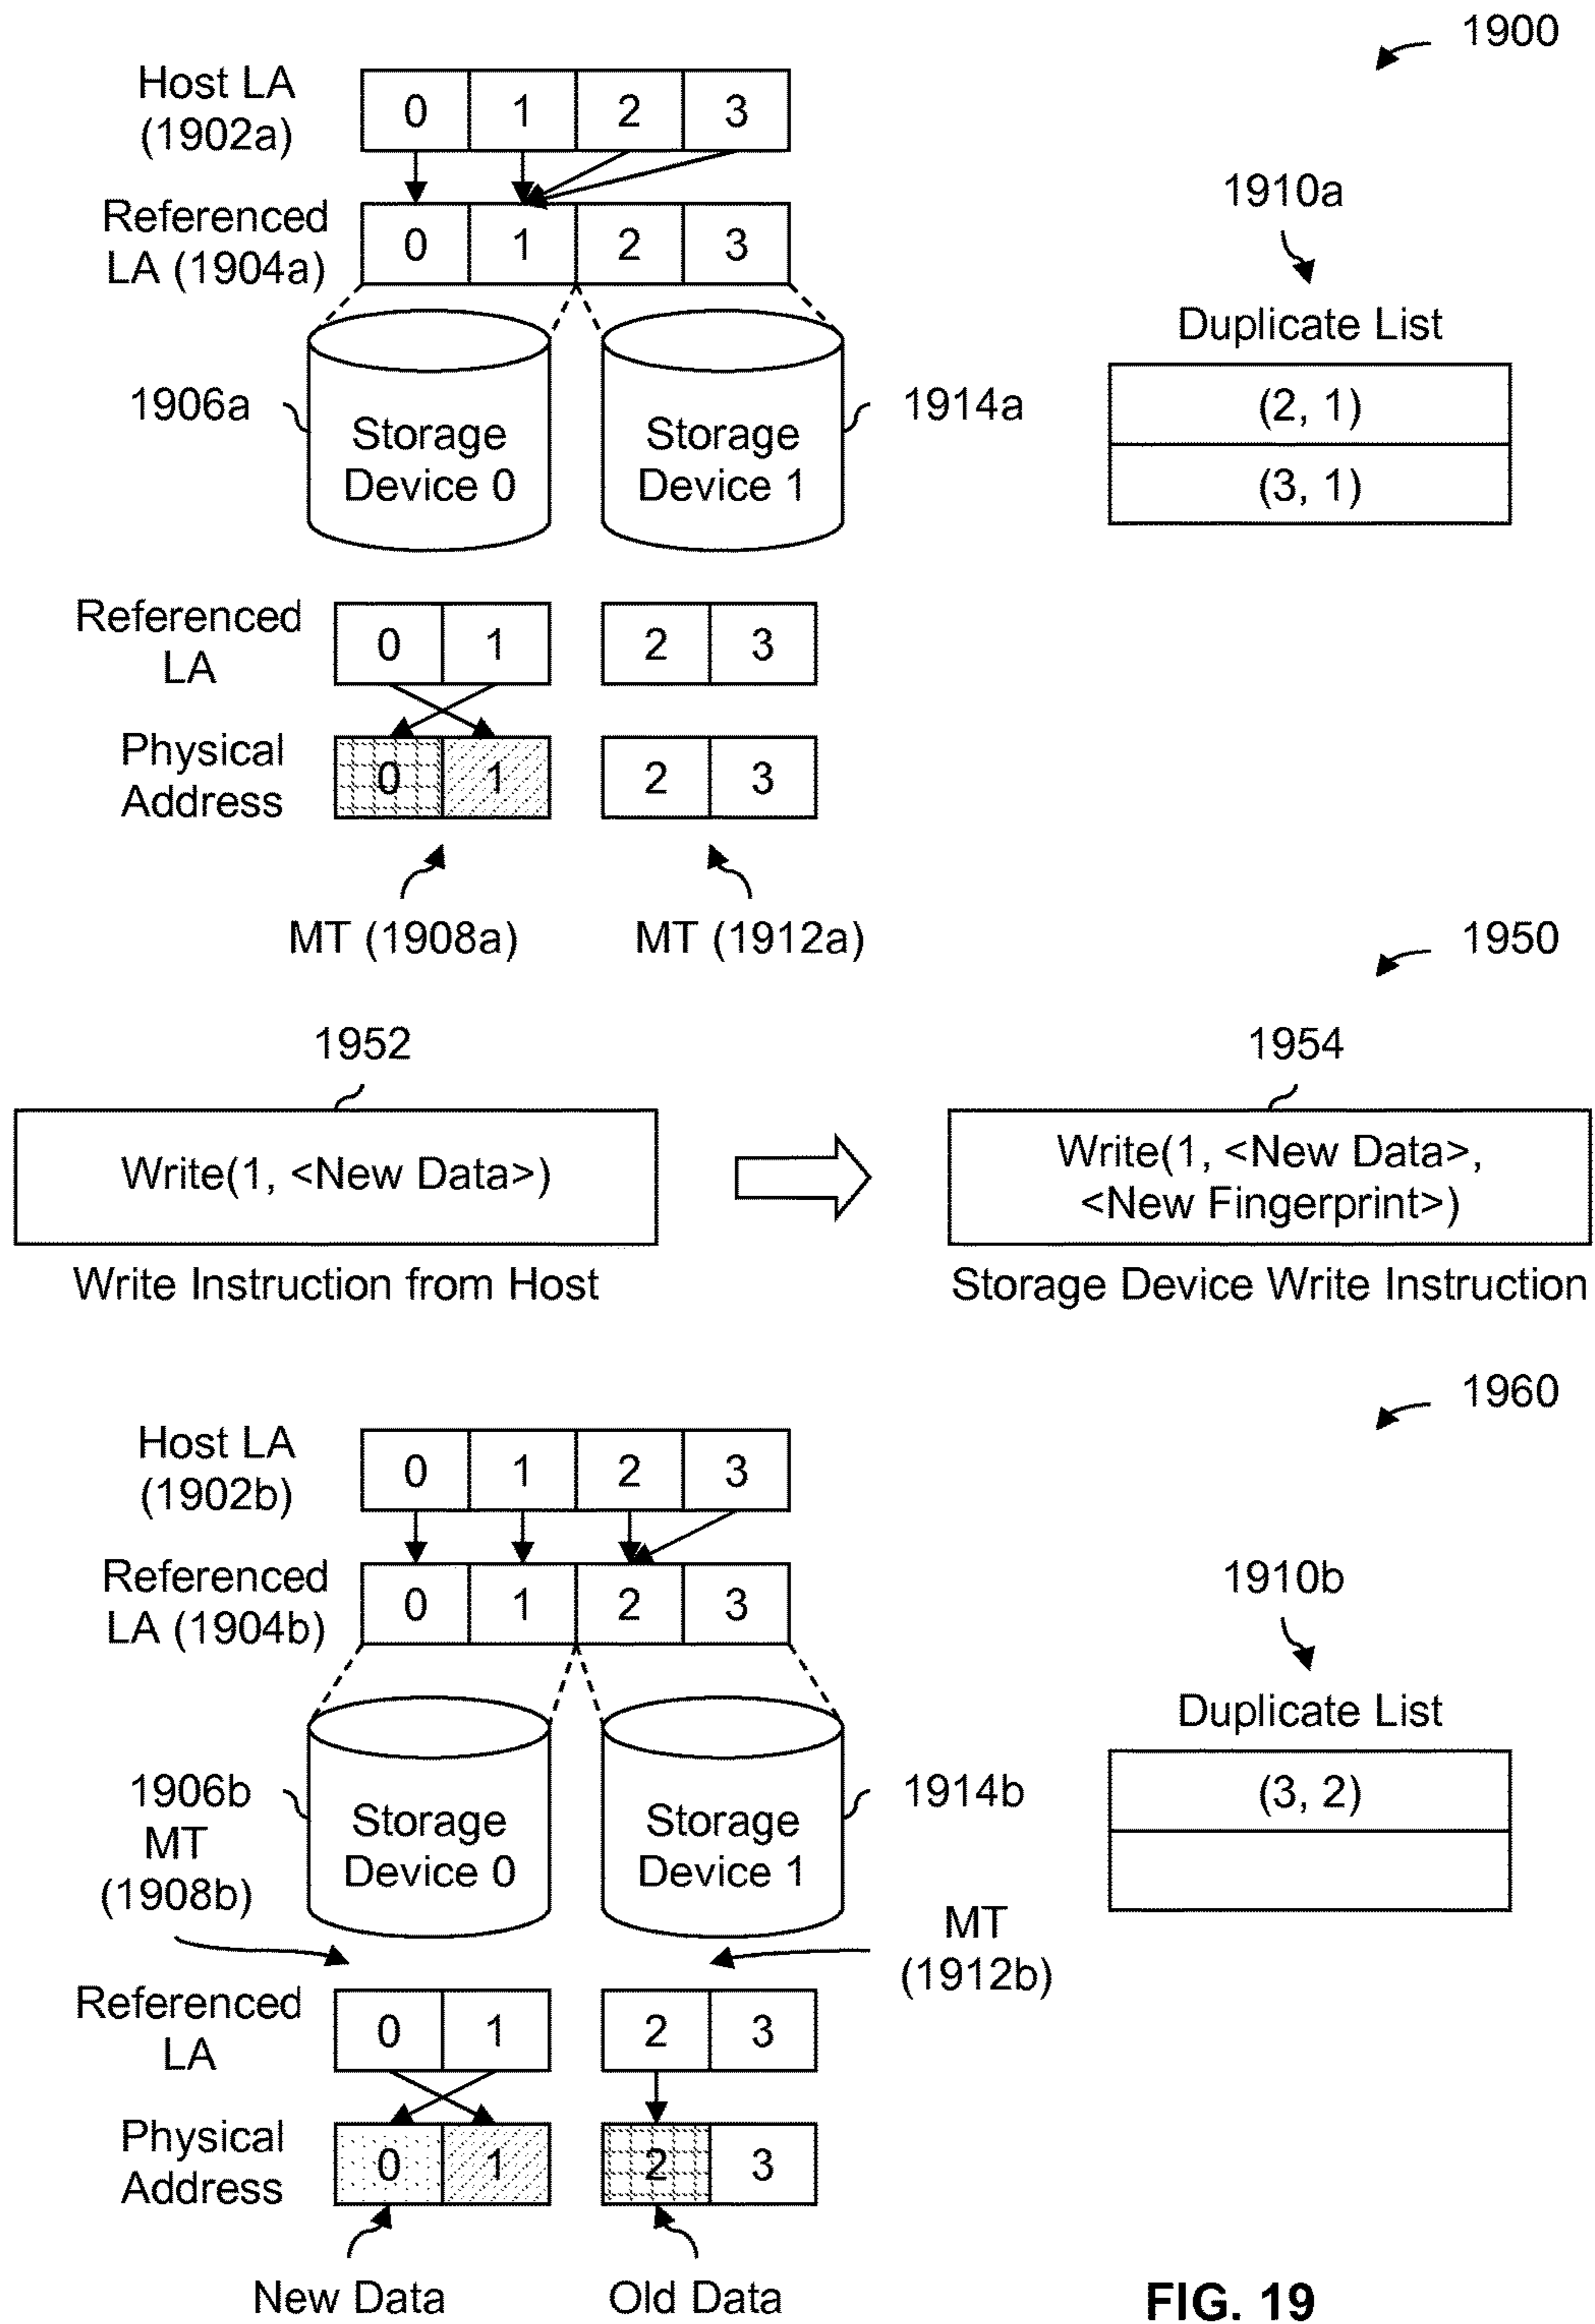 1900
Host LA
(1902a)
0 1 2 3
Referenced
LA (1904a)
0 1 2 3
1910a
Duplicate List
(2, 1)
(3, 1)
1906a
Storage
Device 0
Storage
Device 1
1914a
Referenced
LA
0 1 2 3
Physical
Address
0 1 2 3
MT (1908a)
MT (1912a)
1950
1952
Write(1, <New Data>)
Write Instruction from Host
1954
Write(1, <New Data>,
<New Fingerprint>)
Storage Device Write Instruction
1960
Host LA
(1902b)
0 1 2 3
Referenced
LA (1904b)
0 1 2 3
1910b
Duplicate List
(3, 2)
1906b
MT
(1908b)
Storage
Device 0
Storage
Device 1
1914b
MT
(1912b)
Referenced
LA
0 1 2 3
Physical
Address
0 1 2 3
New Data
Old Data
FIG. 19